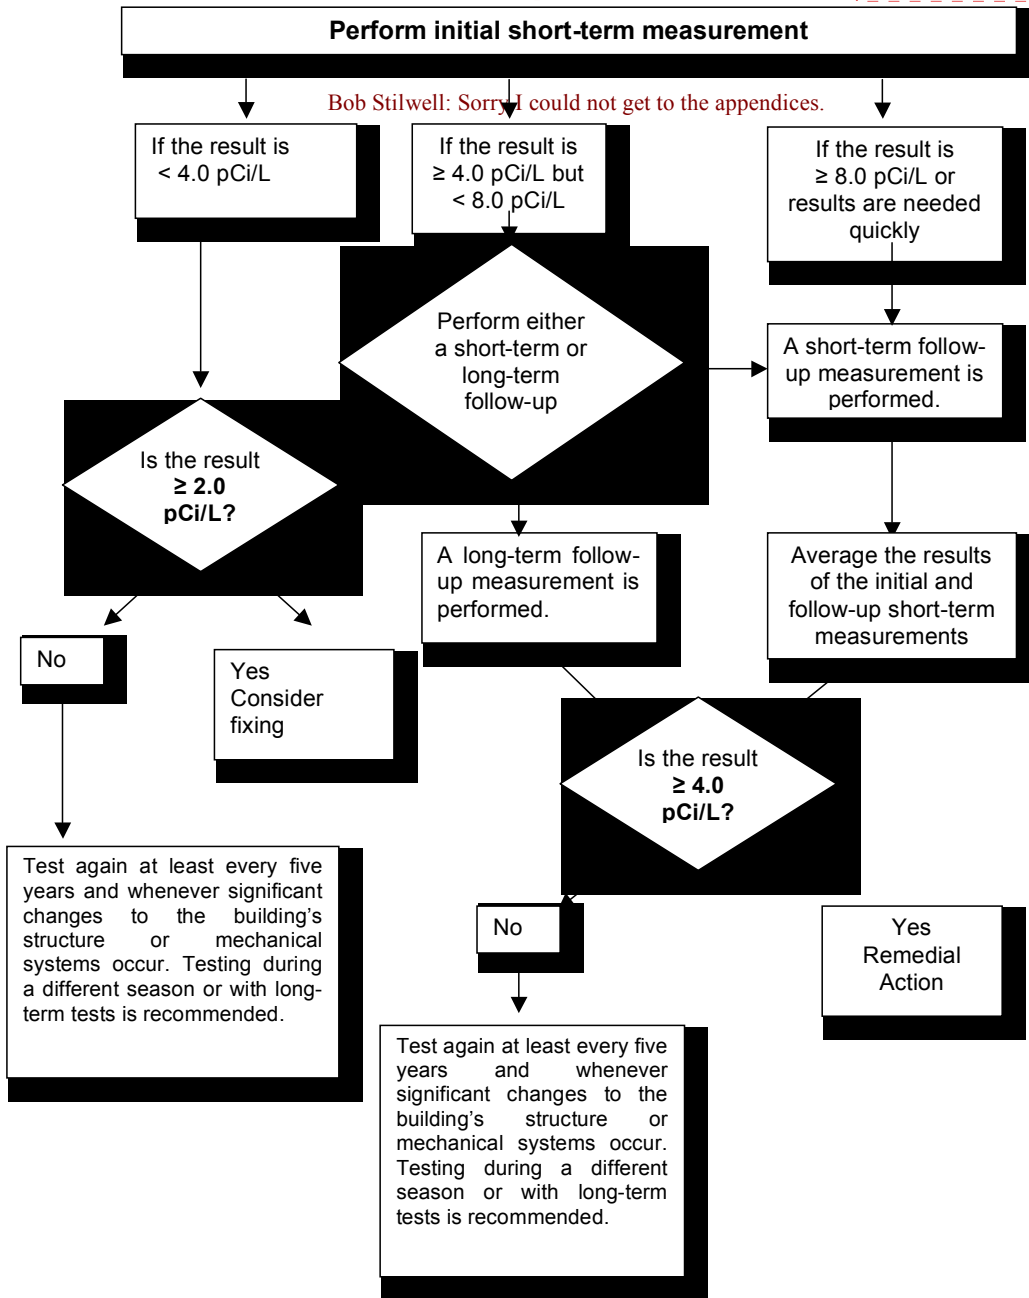 Perform initial short-term measurement
Bob Stilwell: Sorry I could not get to the appendices.
If the result is
< 4.0 pCi/L
If the result is
≥ 4.0 pCi/L but
< 8.0 pCi/L
If the result is
≥ 8.0 pCi/L or
results are needed
quickly
Perform either
a short-term or
long-term
follow-up
A short-term follow-
up measurement is
performed.
Is the result
≥ 2.0
pCi/L?
A long-term follow-
up measurement is
performed.
Average the results
of the initial and
follow-up short-term
measurements
No
Yes
Consider
fixing
Is the result
≥ 4.0
pCi/L?
Test again at least every five
years and whenever significant
changes to the building’s
structure or mechanical
systems occur. Testing during
a different season or with long-
term tests is recommended.
No
Yes
Remedial
Action
Test again at least every five
years and whenever
significant changes to the
building’s structure or
mechanical systems occur.
Testing during a different
season or with long-term
tests is recommended.